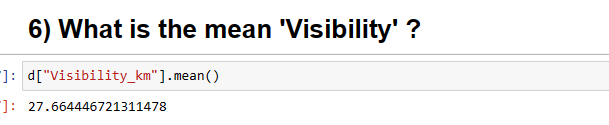 6) What is the mean 'Visibility' ?
]: d["Visibility_km"].mean()
]: 27.664446721311478